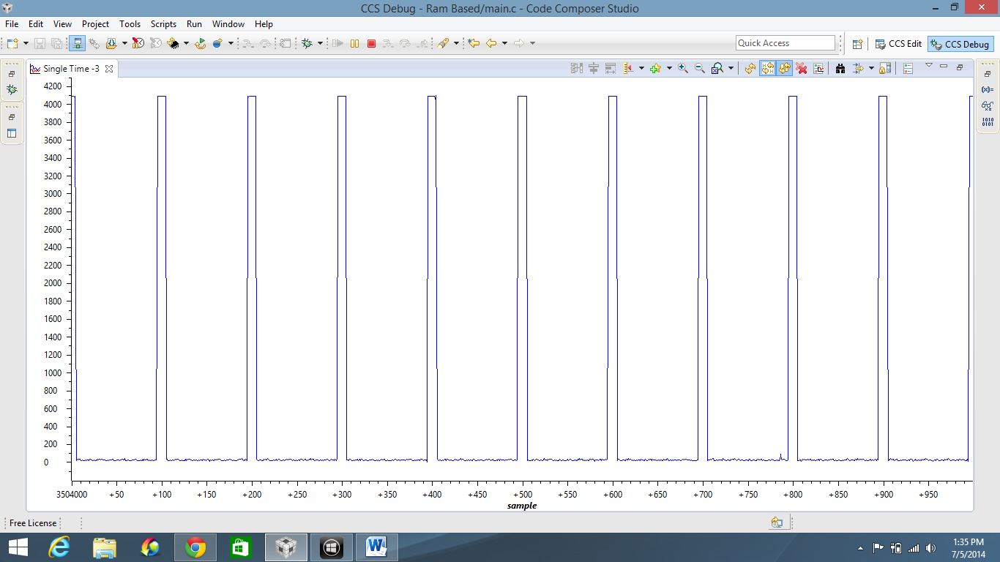 CCS Debug - Ram Based/main.c - Code Composer Studio
File Edit View Project Tools Scripts Run Window Help
Quick Access
CCS Edit
CCS Debug
Single Time -3
(x)=
1010
0101
4200
4000
3800
3600
3400
3200
3000
2800
2600
2400
2200
2000
1800
1600
1400
1200
1000
800
600
400
200
0
3504000 +50 +100 +150 +200 +250 +300 +350 +400 +450 +500 +550 +600 +650 +700 +750 +800 +850 +900 +950
sample
Free License
1:35 PM
7/5/2014